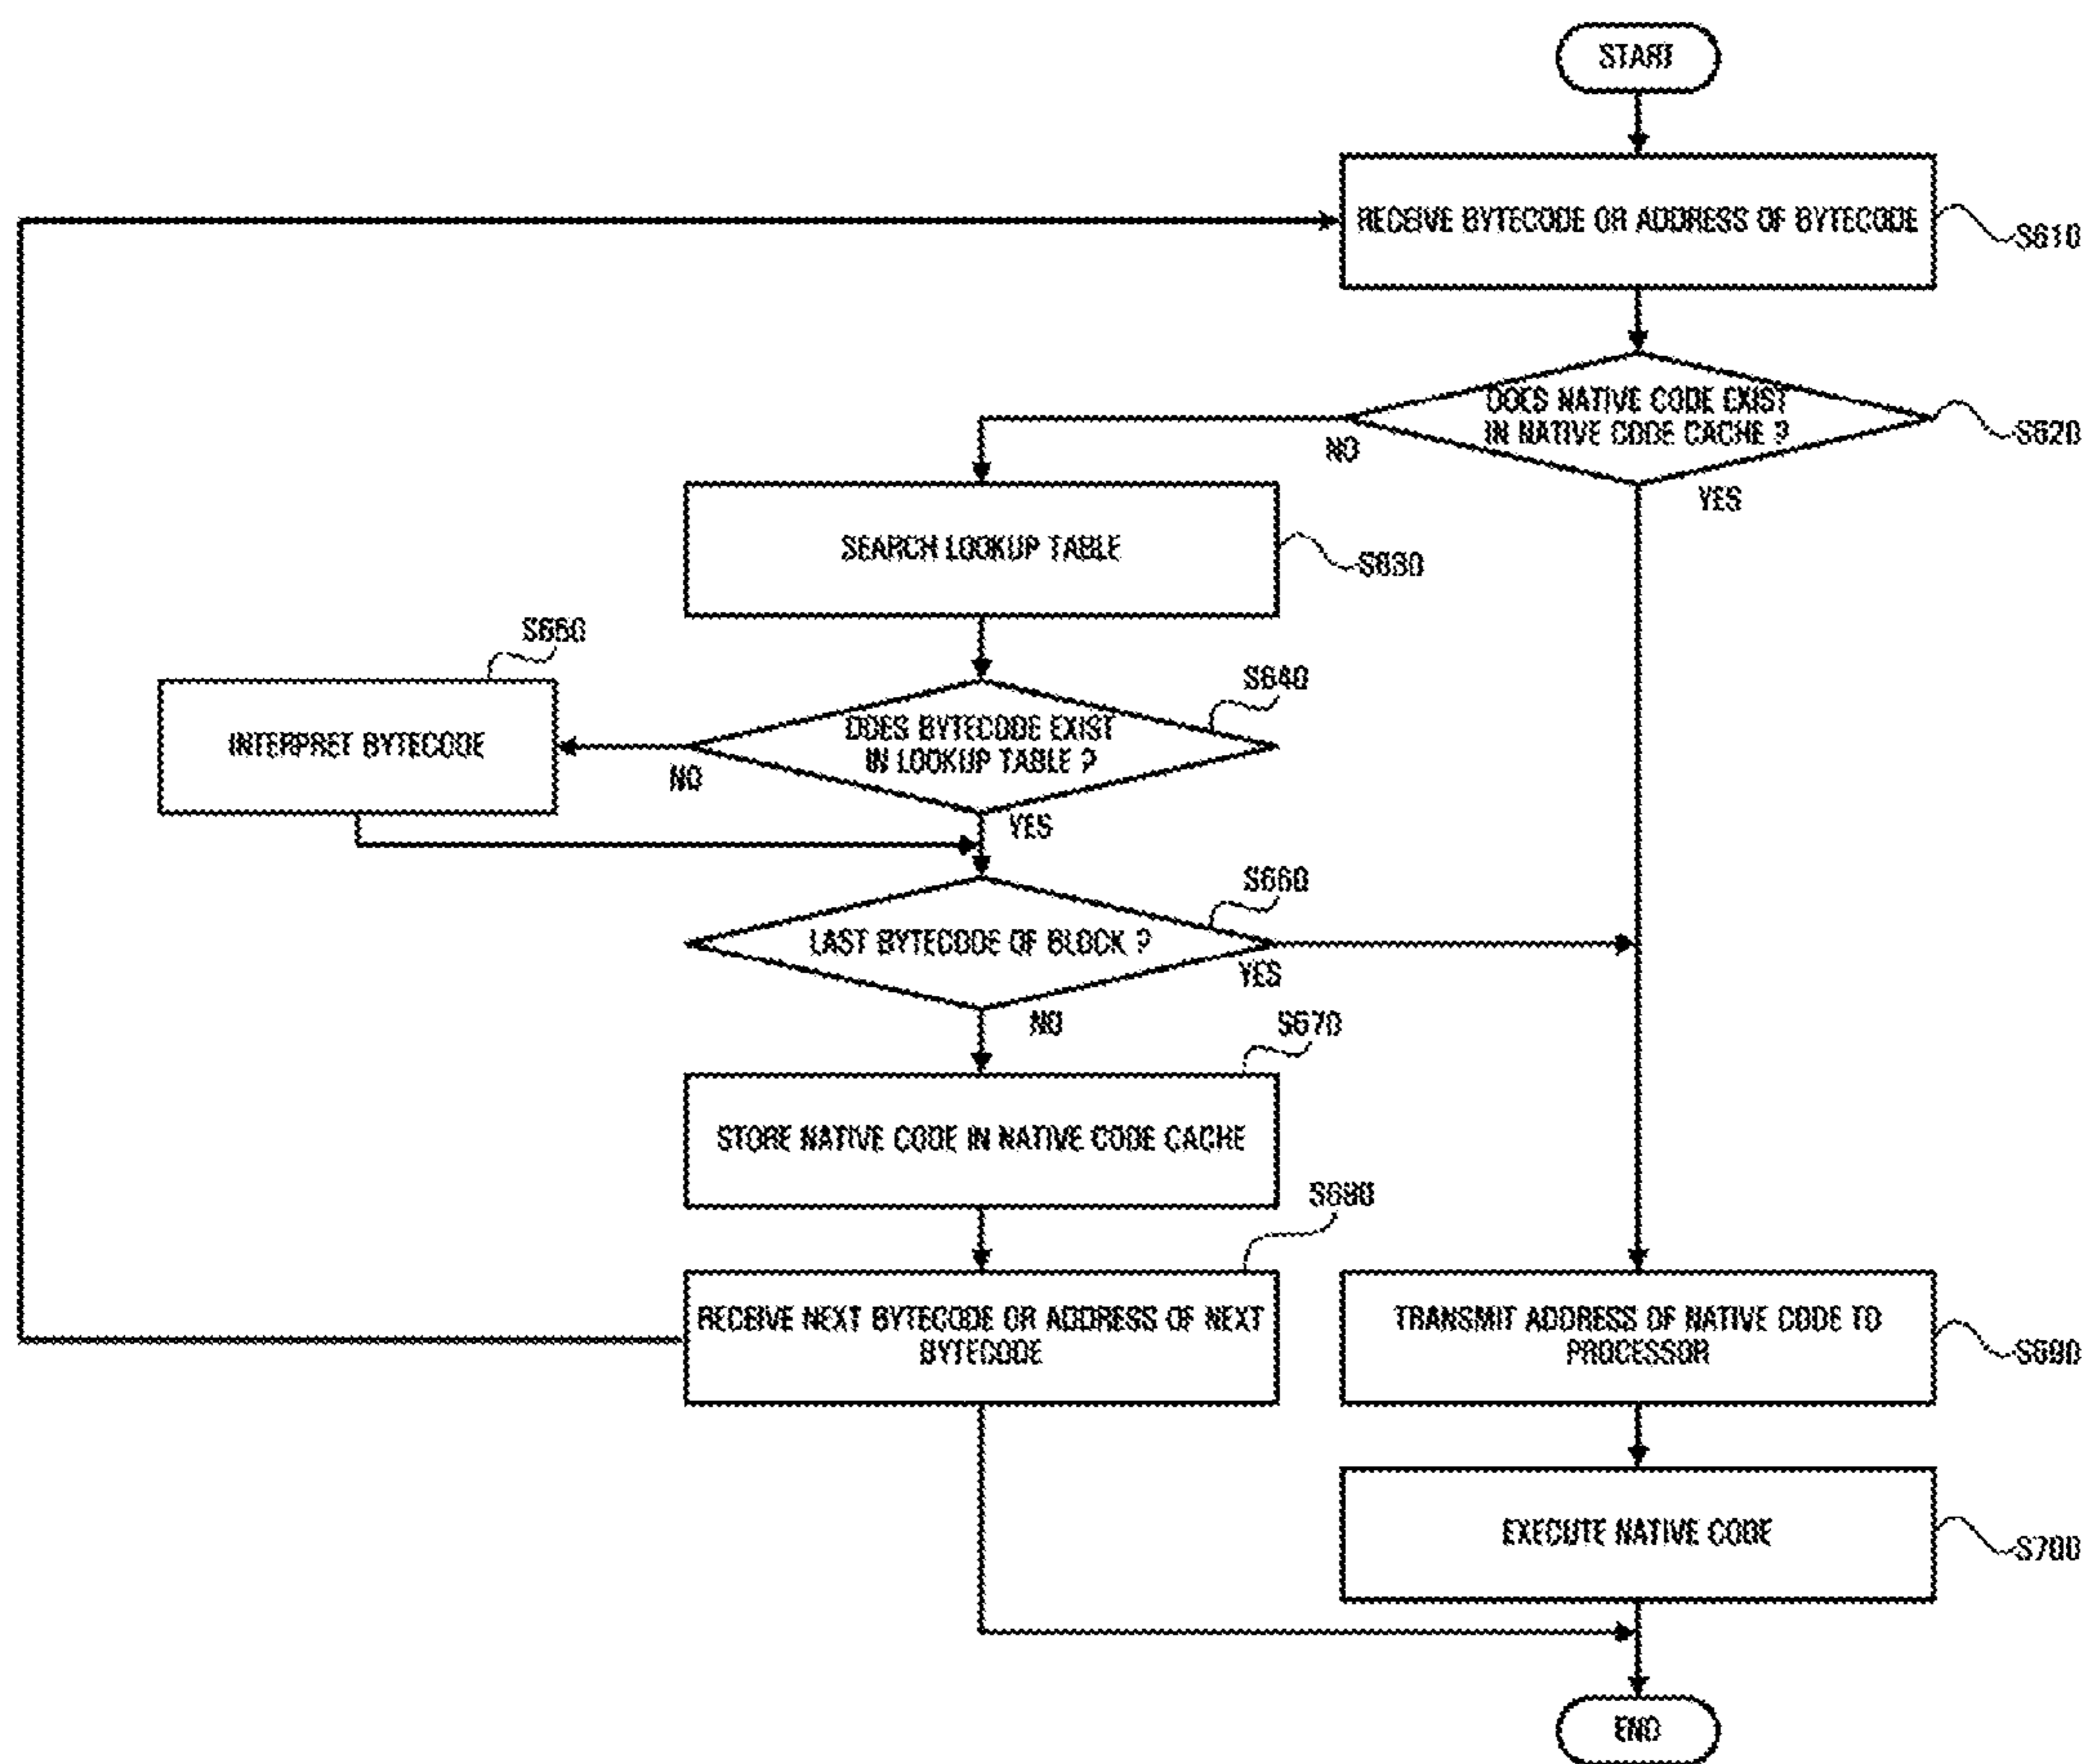 START
RECEIVE BYTECODE OR ADDRESS OF BYTECODE
S610
DOES NATIVE CODE EXIST
IN NATIVE CODE CACHE ?
S620
NO
YES
SEARCH LOOKUP TABLE
S630
S640
DOES BYTECODE EXIST
IN LOOKUP TABLE ?
INTERPRET BYTECODE
NO
YES
S660
LAST BYTECODE OF BLOCK ?
YES
NO
S670
STORE NATIVE CODE IN NATIVE CODE CACHE
S680
RECEIVE NEXT BYTECODE OR ADDRESS OF NEXT
BYTECODE
TRANSMIT ADDRESS OF NATIVE CODE TO
PROCESSOR
S690
EXECUTE NATIVE CODE
S700
END